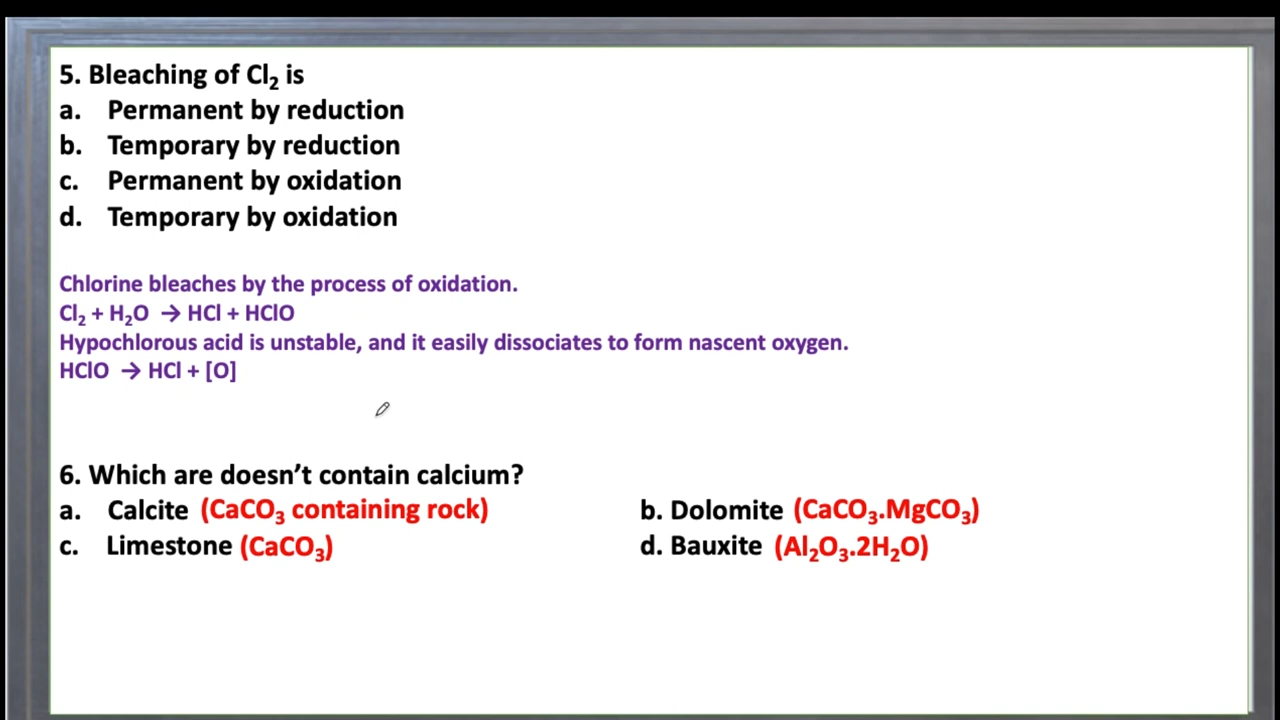 5. Bleaching of Cl₂ is
a. Permanent by reduction
b. Temporary by reduction
c. Permanent by oxidation
d. Temporary by oxidation
Chlorine bleaches by the process of oxidation.
Cl₂ + H₂O → HCl + HClO
Hypochlorous acid is unstable, and it easily dissociates to form nascent oxygen.
HClO → HCl + [O]
6. Which are doesn’t contain calcium?
a. Calcite (CaCO₃ containing rock) b. Dolomite (CaCO₃.MgCO₃)
c. Limestone (CaCO₃) d. Bauxite (Al₂O₃.2H₂O)